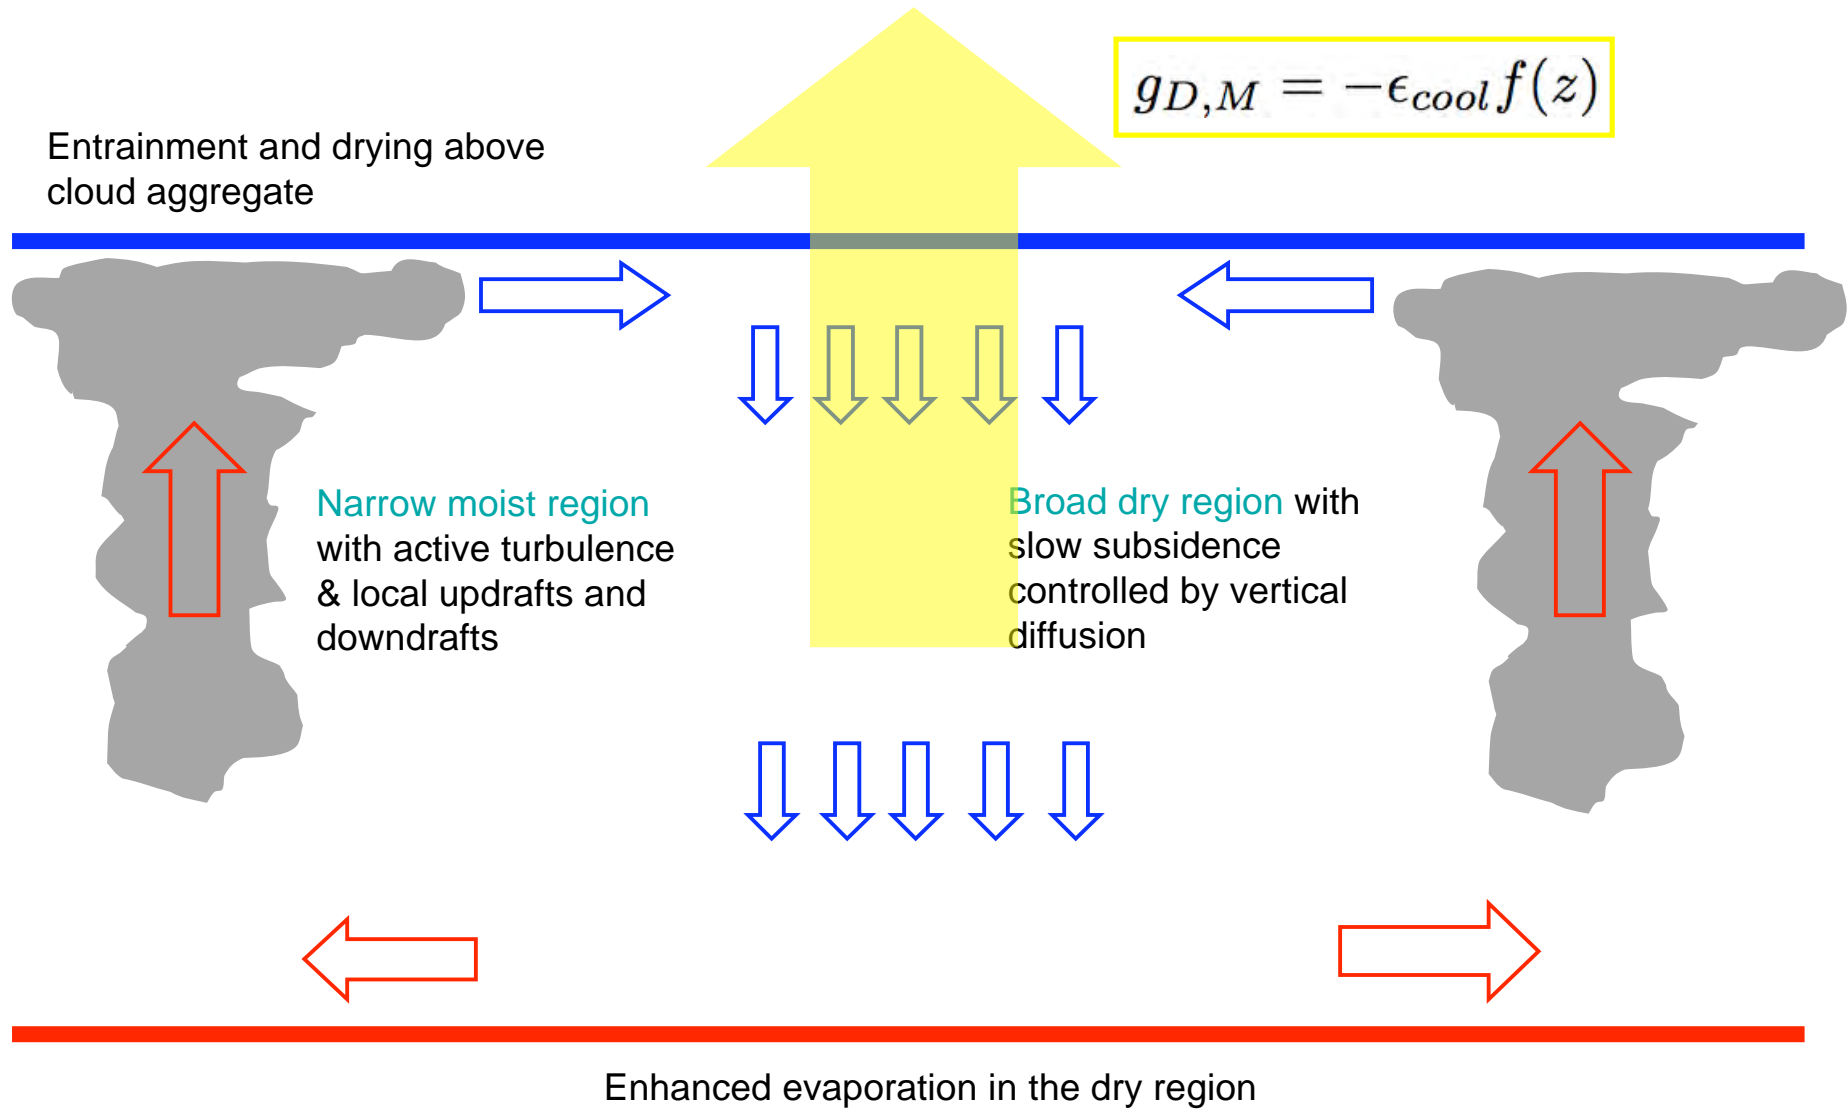 g_{D,M} = -ϵ_{cool} f(z)
Entrainment and drying above
cloud aggregate
Narrow moist region
with active turbulence
& local updrafts and
downdrafts
Broad dry region with
slow subsidence
controlled by vertical
diffusion
Enhanced evaporation in the dry region